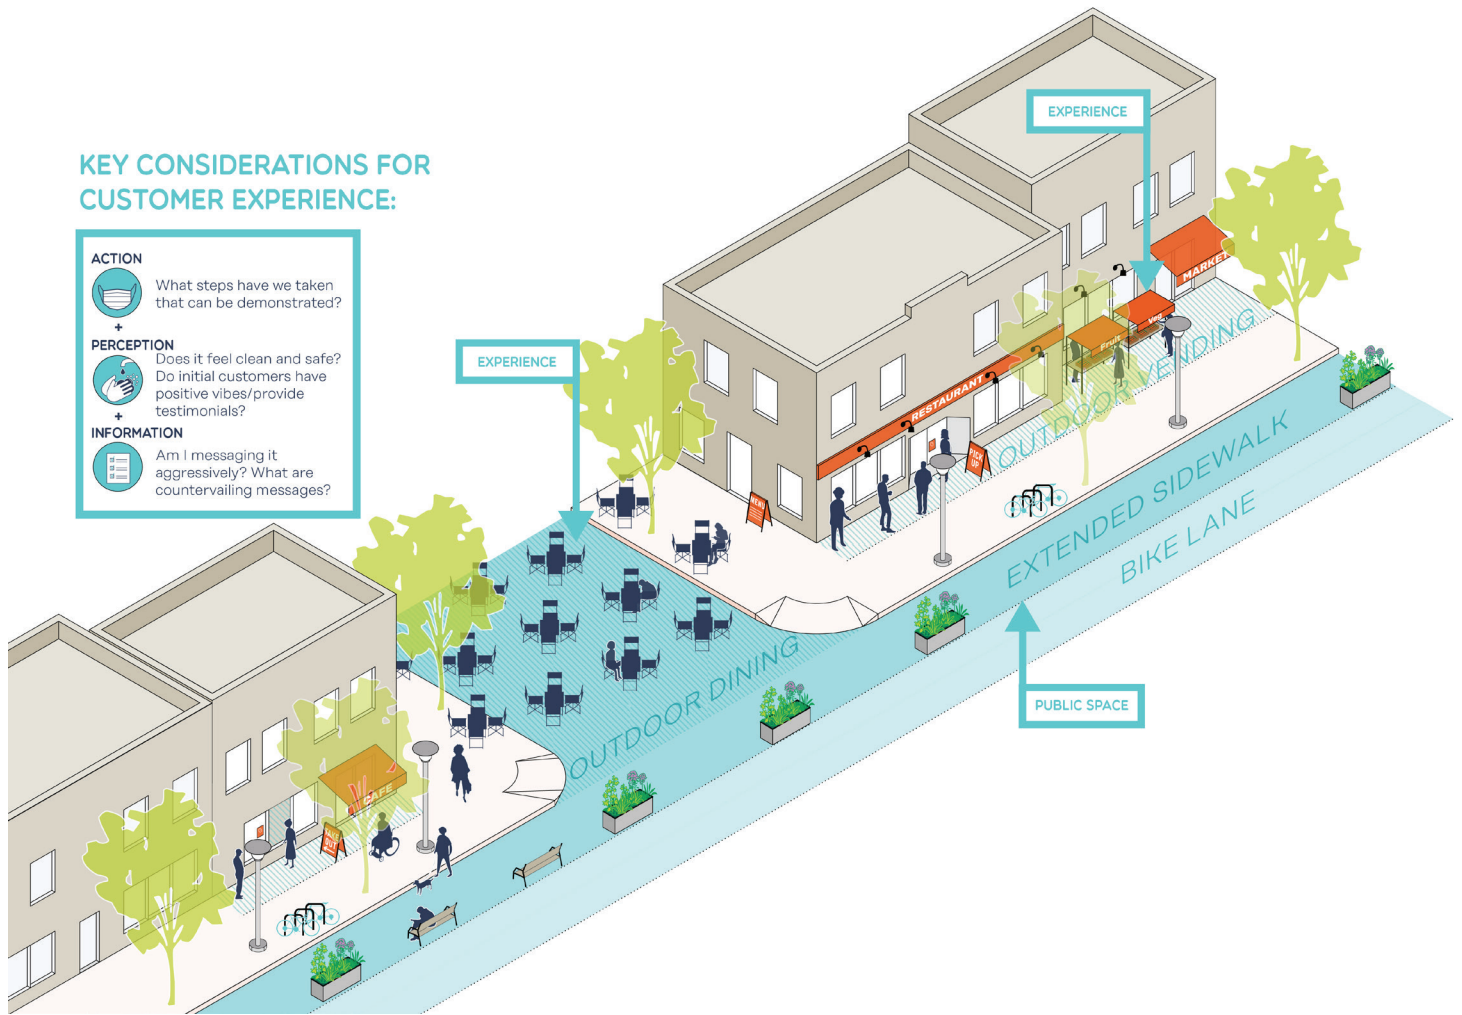 KEY CONSIDERATIONS FOR
CUSTOMER EXPERIENCE:
ACTION
What steps have we taken
that can be demonstrated?
+
PERCEPTION
Does it feel clean and safe?
Do initial customers have
positive vibes/provide
testimonials?
+
INFORMATION
Am I messaging it
aggressively? What are
countervailing messages?
EXPERIENCE
EXPERIENCE
MARKET
Veg
Fruit
RESTAURANT
PICK
UP
MENU
OUTDOOR VENDING
EXTENDED SIDEWALK
BIKE LANE
PUBLIC SPACE
OUTDOOR DINING
CAFE
TAKE
OUT